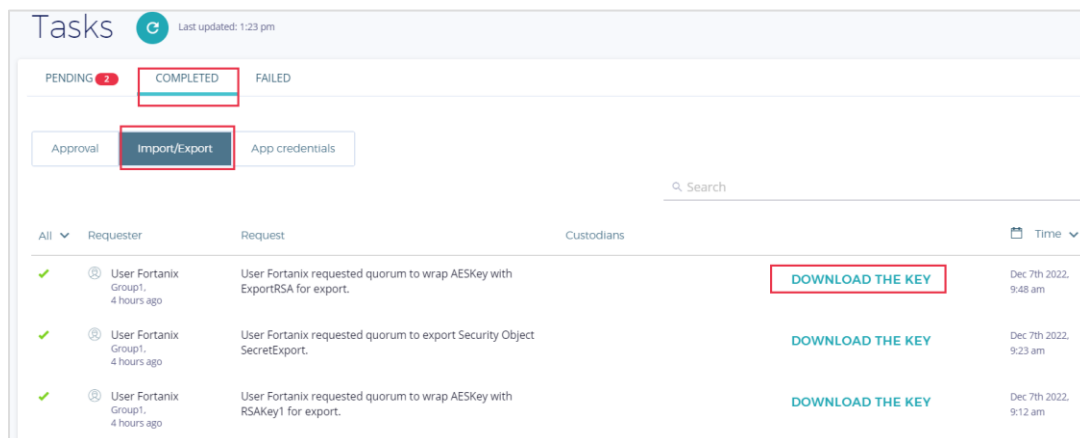 Tasks
Last updated: 1:23 pm
PENDING 2 COMPLETED FAILED
Approval Import/Export App credentials
Search
All Requester Request Custodians Time
User Fortanix
Group1,
4 hours ago
User Fortanix requested quorum to wrap AESKey with
ExportRSA for export.
DOWNLOAD THE KEY
Dec 7th 2022,
9:48 am
User Fortanix
Group1,
4 hours ago
User Fortanix requested quorum to export Security Object
SecretExport.
DOWNLOAD THE KEY
Dec 7th 2022,
9:23 am
User Fortanix
Group1,
4 hours ago
User Fortanix requested quorum to wrap AESKey with
RSAKey1 for export.
DOWNLOAD THE KEY
Dec 7th 2022,
9:12 am